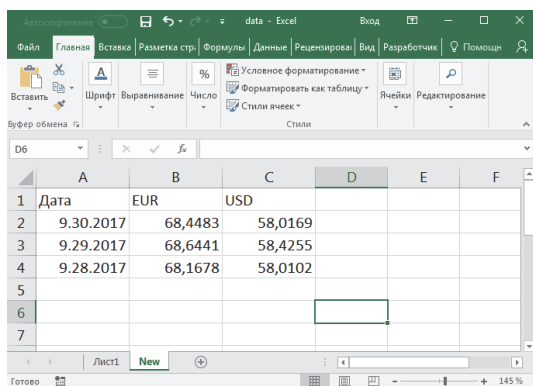 Автосохранение data - Excel Вход
Файл Главная Вставка Разметка стр Формулы Данные Рецензирова Вид Разработчик Помощн
Вставить
Буфер обмена
Шрифт Выравнивание Число
%
Условное форматирование
Форматировать как таблицу
Стили ячеек
Стили
Ячейки Редактирование
D6 fx
A B C D E F
1 Дата EUR USD
2 9.30.2017 68,4483 58,0169
3 9.29.2017 68,6441 58,4255
4 9.28.2017 68,1678 58,0102
5
6
7
Лист1 New
Готово 145 %